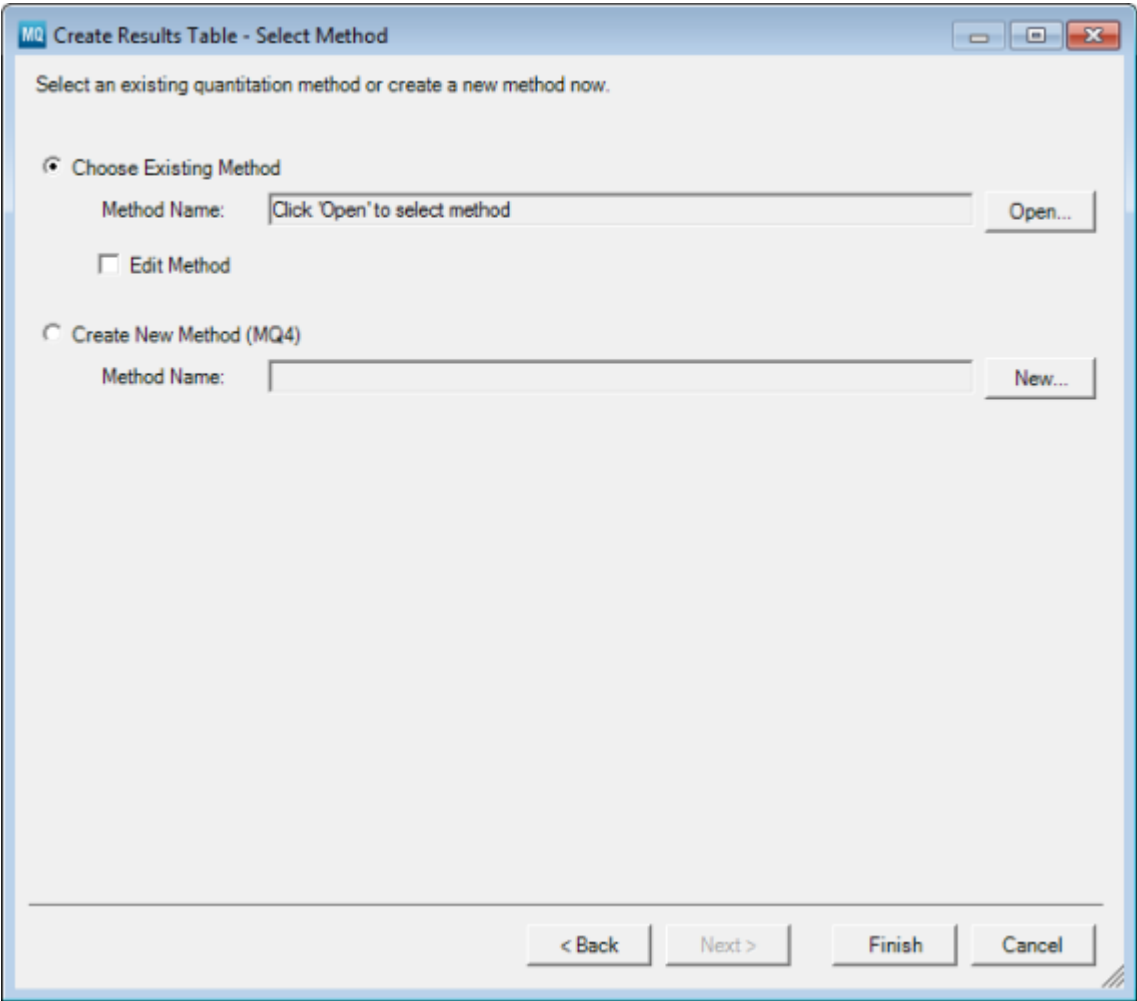 MQ Create Results Table - Select Method
Select an existing quantitation method or create a new method now.
Choose Existing Method
Method Name: Click 'Open' to select method Open...
Edit Method
Create New Method (MQ4)
Method Name: New...
< Back Next > Finish Cancel